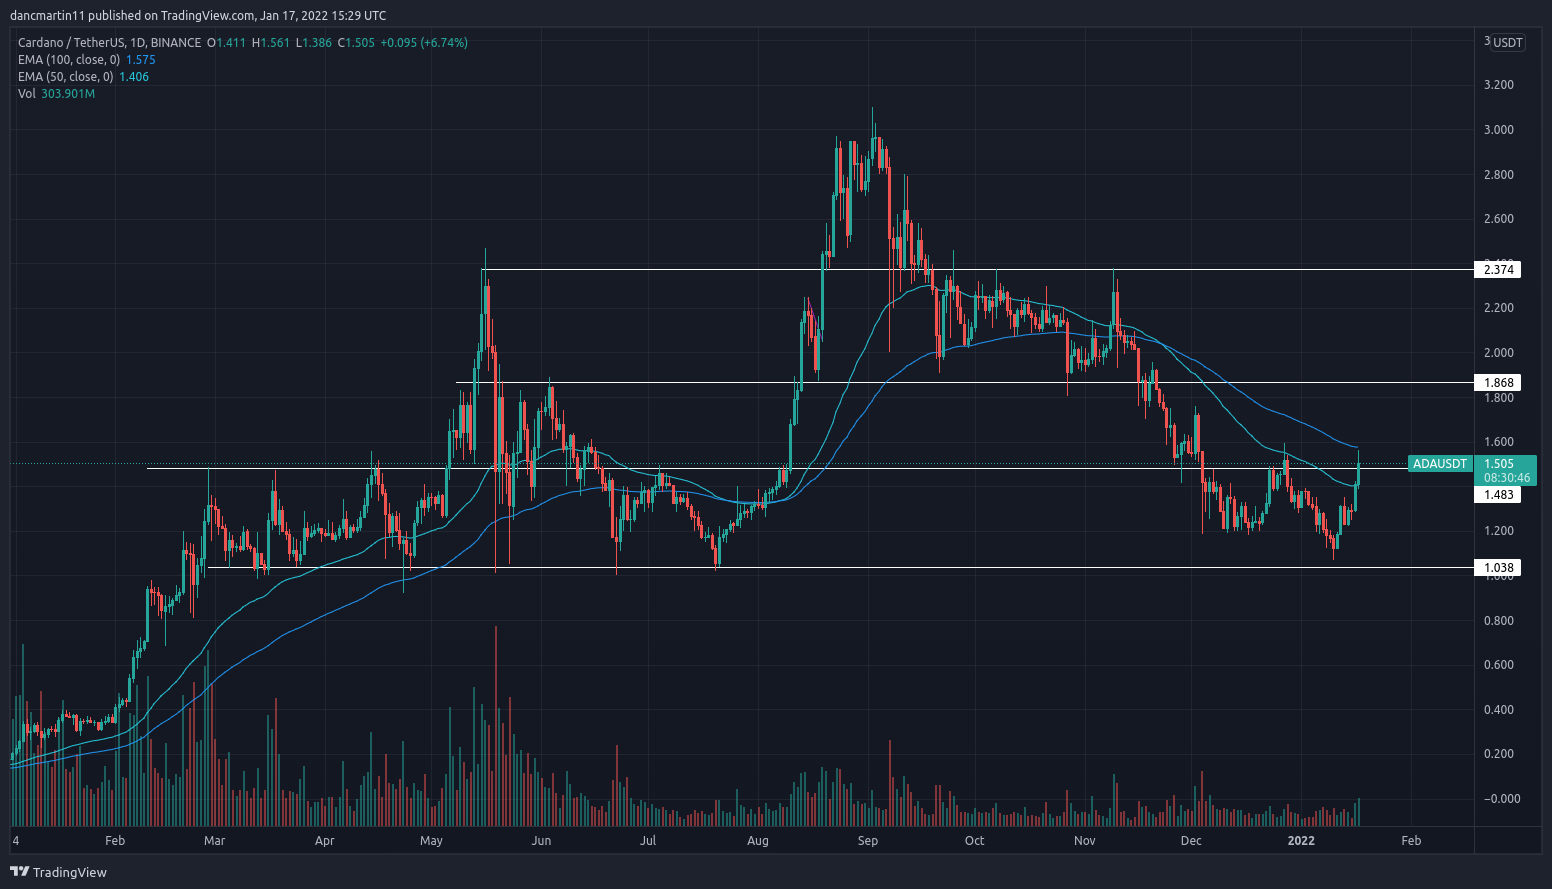 dancmartin11 published on TradingView.com, Jan 17, 2022 15:29 UTC
Cardano / TetherUS, 1D, BINANCE O1.411 H1.561 L1.386 C1.505 +0.095 (+6.74%)
EMA (100, close, 0) 1.575
EMA (50, close, 0) 1.406
Vol 303.901M
3 USDT
3.200
3.000
2.800
2.600
2.374
2.200
2.000
1.868
1.800
1.600
ADAUSDT 1.505
08:30:46
1.483
1.200
1.038
1.000
0.800
0.600
0.400
0.200
−0.000
4 Feb Mar Apr May Jun Jul Aug Sep Oct Nov Dec 2022 Feb
TradingView